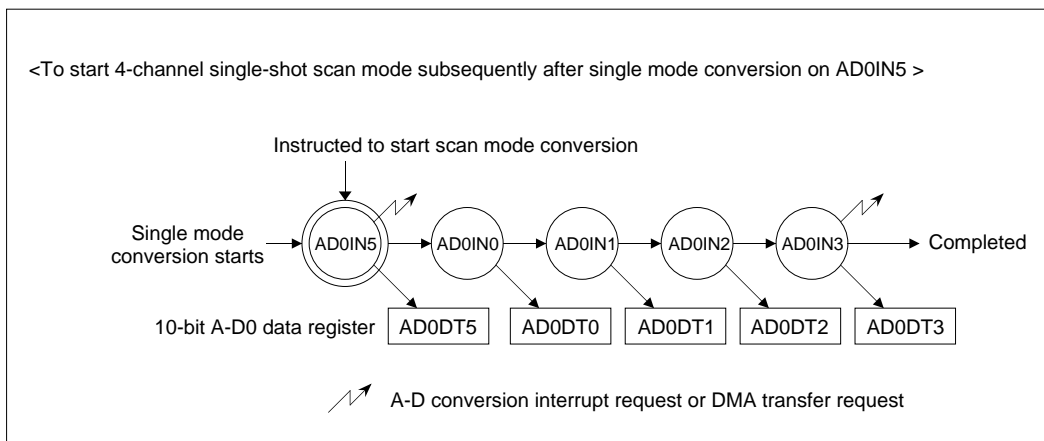 <To start 4-channel single-shot scan mode subsequently after single mode conversion on AD0IN5 >
Instructed to start scan mode conversion
Single mode
conversion starts
AD0IN5
AD0IN0
AD0IN1
AD0IN2
AD0IN3
Completed
10-bit A-D0 data register
AD0DT5
AD0DT0
AD0DT1
AD0DT2
AD0DT3
A-D conversion interrupt request or DMA transfer request